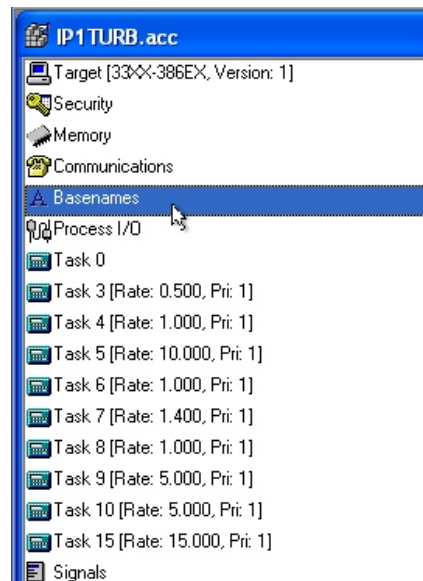 IP1TURB.acc
Target [33XX-386EX, Version: 1]
Security
Memory
Communications
Basenames
Process I/O
Task 0
Task 3 [Rate: 0.500, Pri: 1]
Task 4 [Rate: 1.000, Pri: 1]
Task 5 [Rate: 10.000, Pri: 1]
Task 6 [Rate: 1.000, Pri: 1]
Task 7 [Rate: 1.400, Pri: 1]
Task 8 [Rate: 1.000, Pri: 1]
Task 9 [Rate: 5.000, Pri: 1]
Task 10 [Rate: 5.000, Pri: 1]
Task 15 [Rate: 15.000, Pri: 1]
Signals